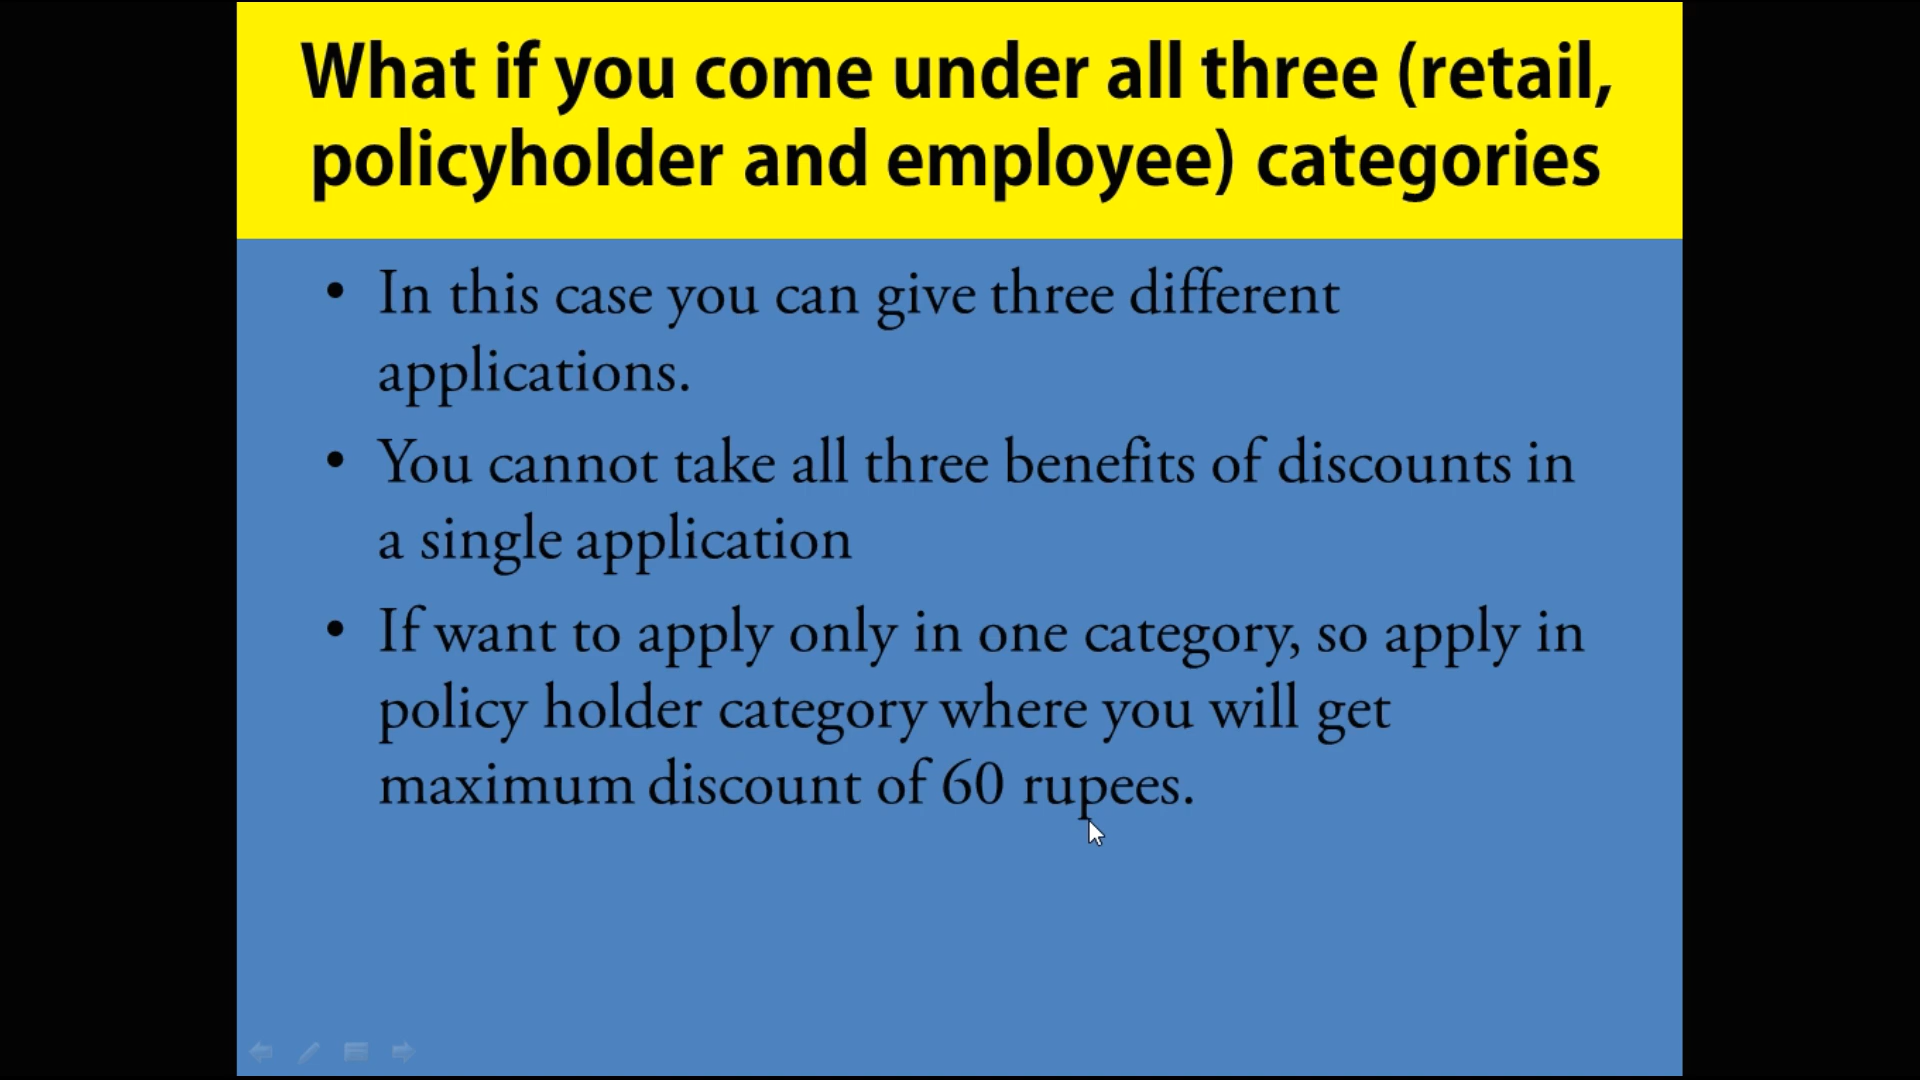 What if you come under all three (retail,
policyholder and employee) categories
• In this case you can give three different
applications.
• You cannot take all three benefits of discounts in
a single application
• If want to apply only in one category, so apply in
policy holder category where you will get
maximum discount of 60 rupees.